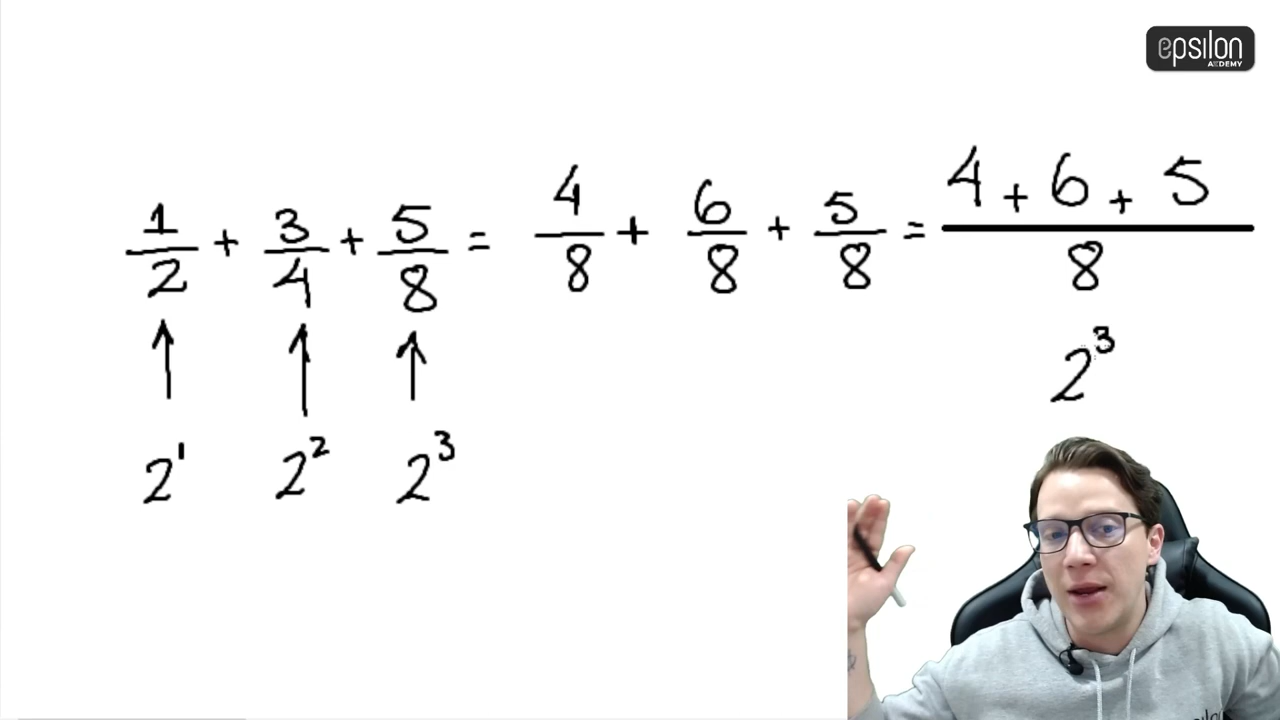 epsilon
AKDEMY
1/2 + 3/4 + 5/8 = 4/8 + 6/8 + 5/8 = 4 + 6 + 5/8
2³
2¹ 2² 2³